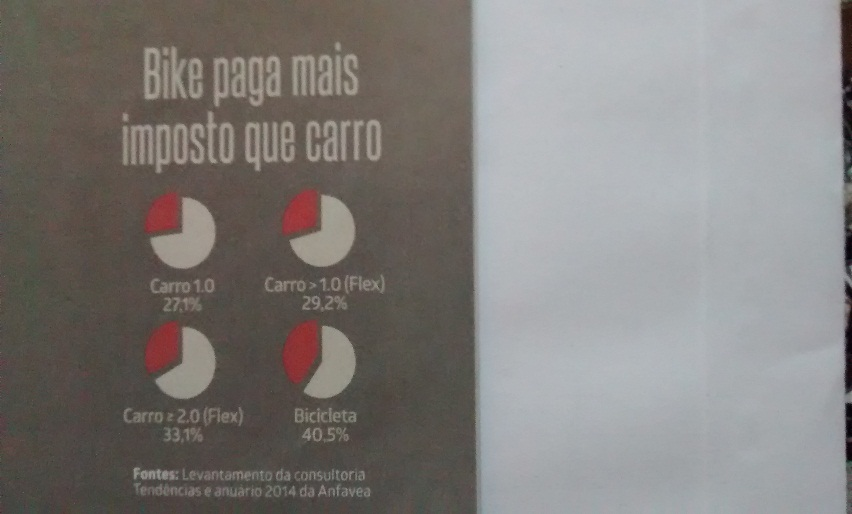 Bike paga mais
imposto que carro
Carro 1.0
27,1%
Carro > 1.0 (Flex)
29,2%
Carro ≥ 2.0 (Flex)
33,1%
Bicicleta
40,5%
Fontes: Levantamento da consultoria
Tendências e anuário 2014 da Anfavea